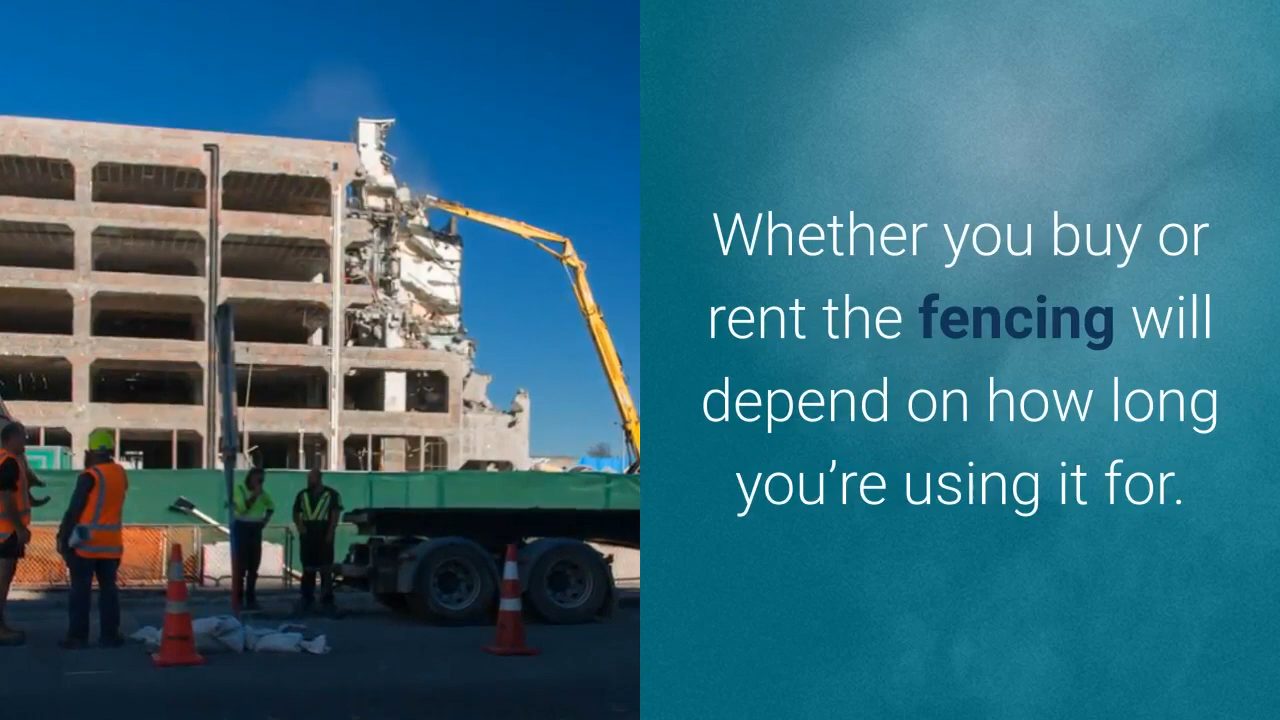 Whether you buy or
rent the fencing will
depend on how long
you’re using it for.